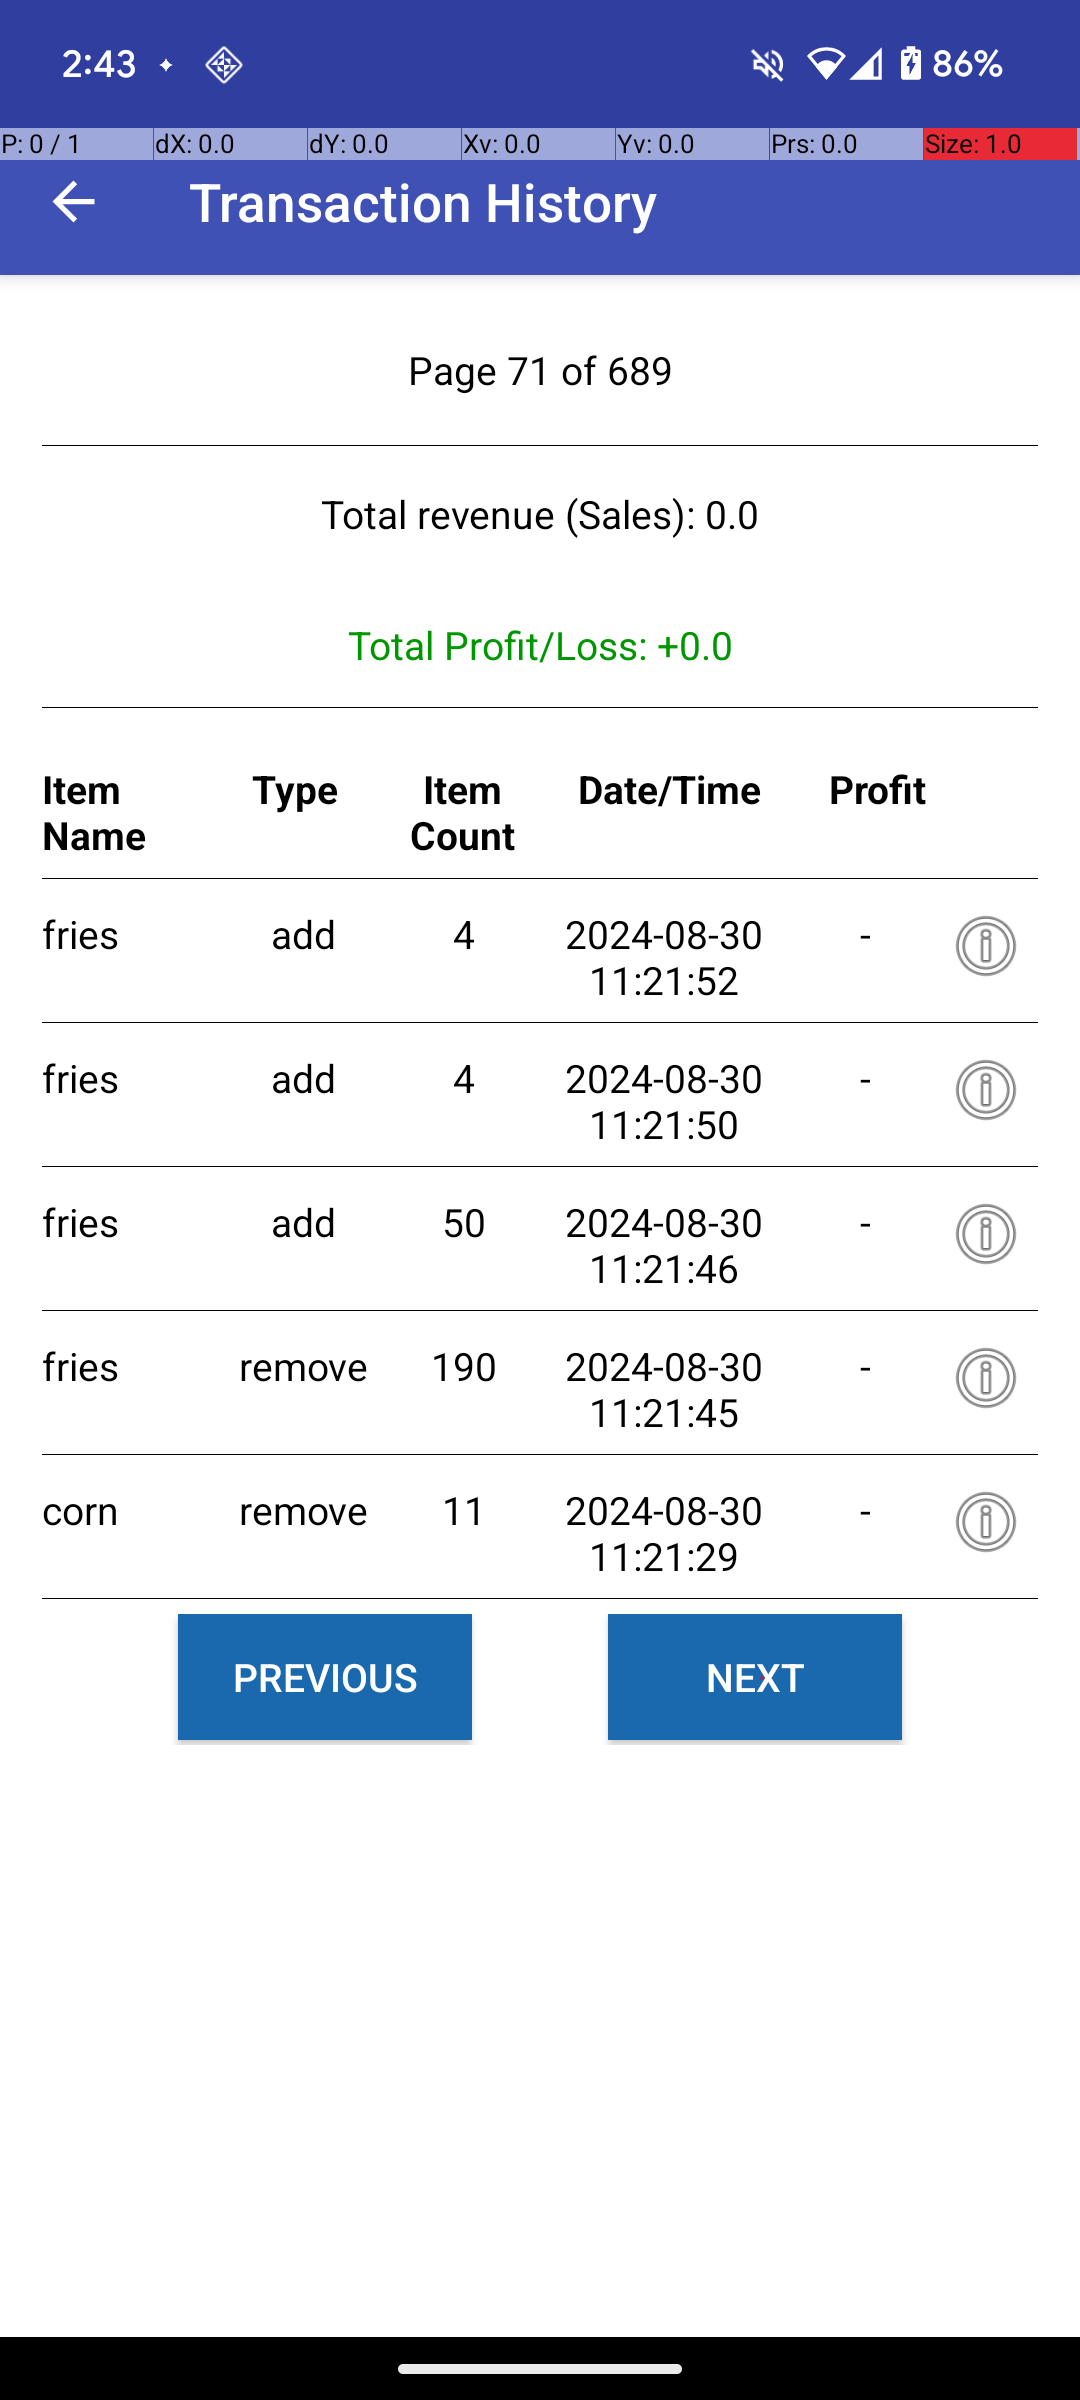 2:43 86%
P: 0 / 1 dX: 0.0 dY: 0.0 Xv: 0.0 Yv: 0.0 Prs: 0.0 Size: 1.0
Transaction History
Page 71 of 689
Total revenue (Sales): 0.0
Total Profit/Loss: +0.0
Item Name Type Item Count Date/Time Profit
fries add 4 2024-08-30 -
11:21:52
fries add 4 2024-08-30 -
11:21:50
fries add 50 2024-08-30 -
11:21:46
fries remove 190 2024-08-30 -
11:21:45
corn remove 11 2024-08-30 -
11:21:29
PREVIOUS NEXT